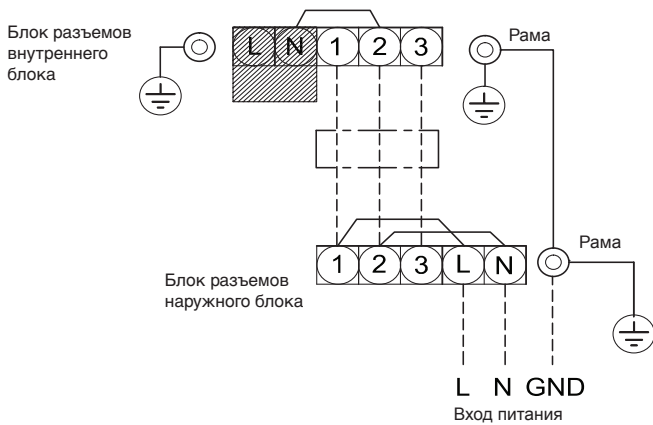 Блок разъемов
внутреннего
блока
L N 1 2 3
Рама
1 2 3 L N
Рама
Блок разъемов
наружного блока
L N GND
Вход питания